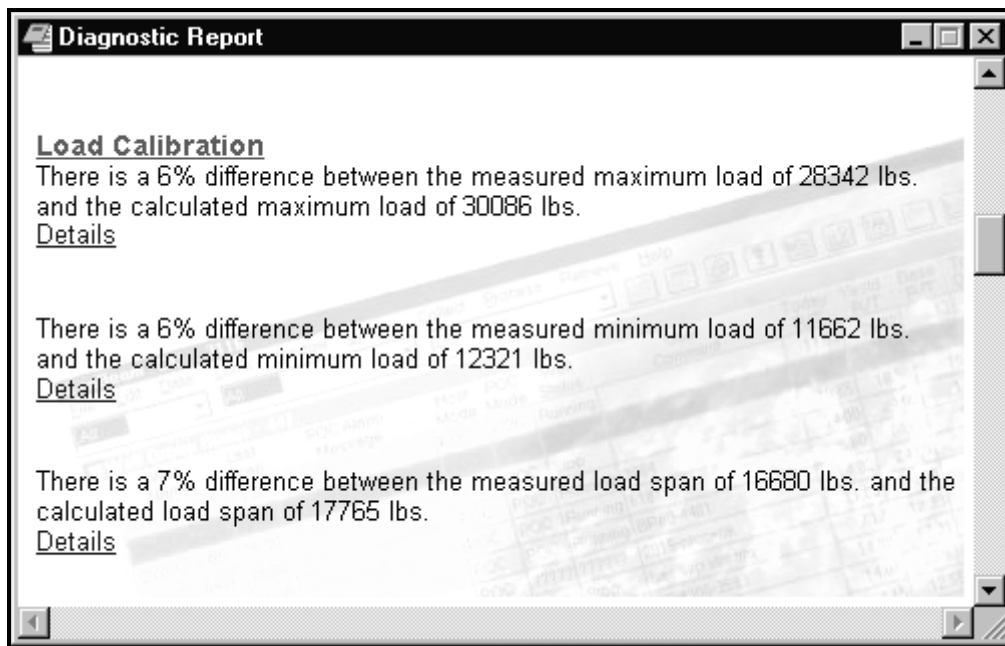 Diagnostic Report
Load Calibration
There is a 6% difference between the measured maximum load of 28342 lbs.
and the calculated maximum load of 30086 lbs.
Details
There is a 6% difference between the measured minimum load of 11662 lbs.
and the calculated minimum load of 12321 lbs.
Details
There is a 7% difference between the measured load span of 16680 lbs. and the
calculated load span of 17765 lbs.
Details